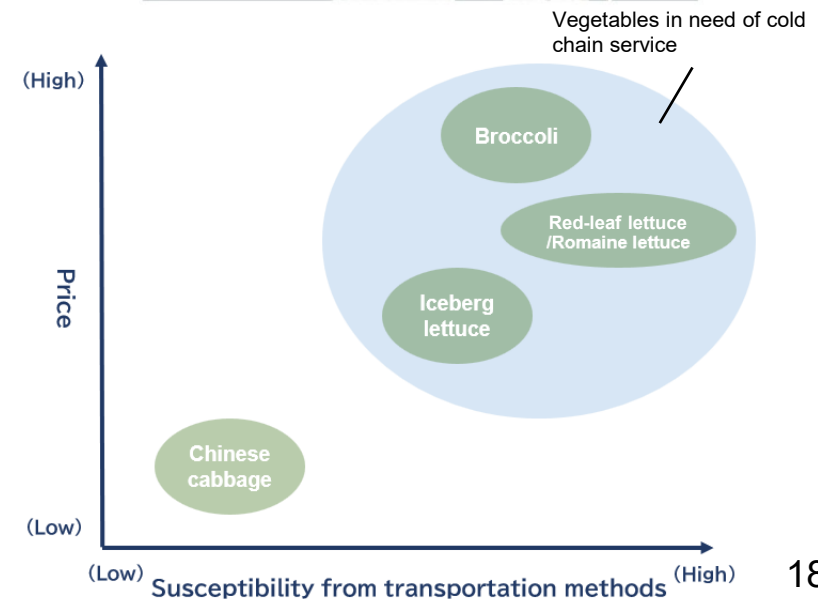 Vegetables in need of cold
chain service
(High)
Broccoli
Red-leaf lettuce
/Romaine lettuce
Price
Iceberg
lettuce
Chinese
cabbage
(Low)
(Low)
Susceptibility from transportation methods
(High)
18